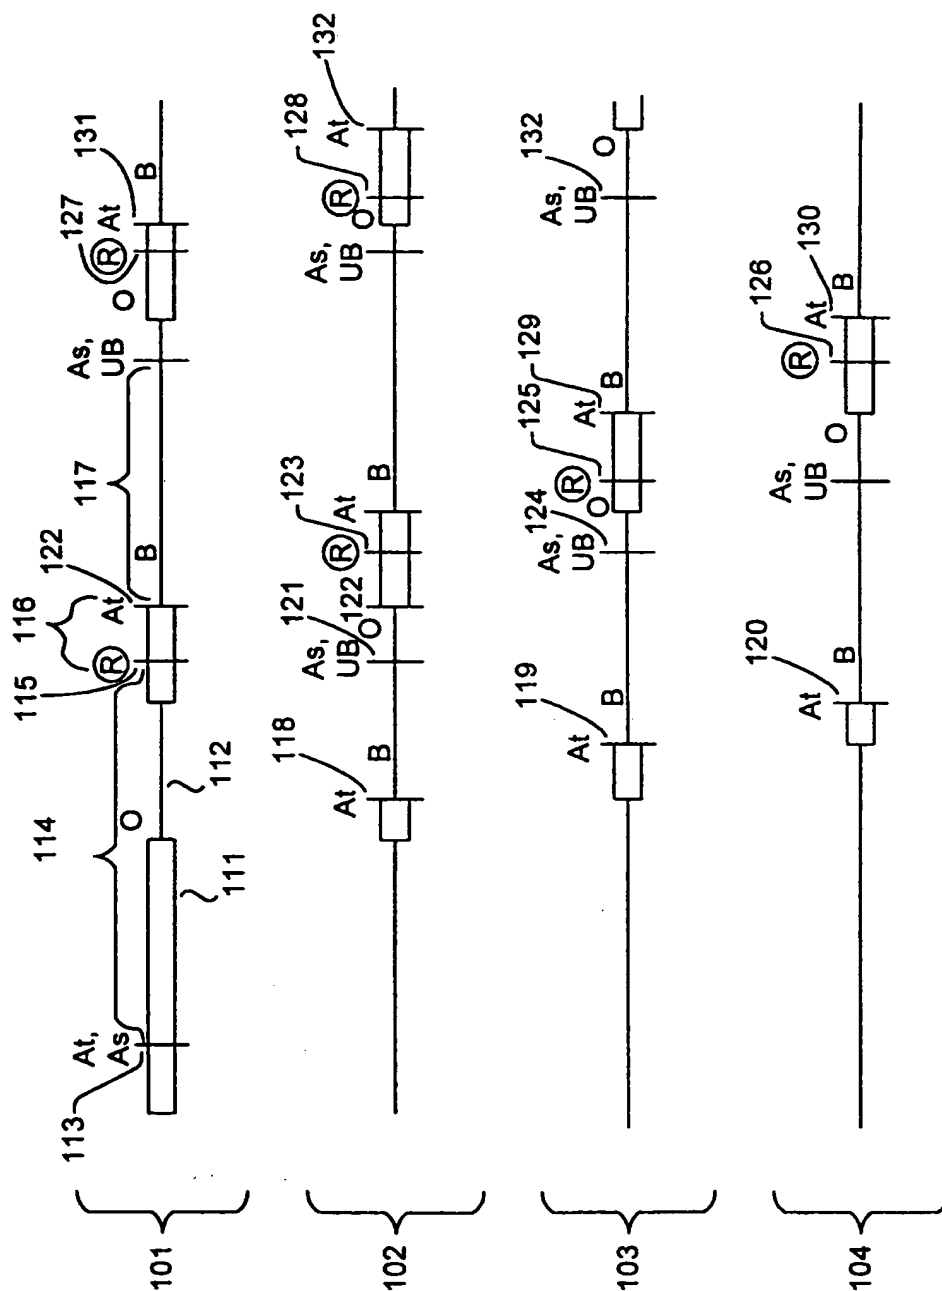 101
113
At,
As
114
111
O
112
115
116
R
At
122
B
117
As,
UB
O
R
127
At
131
B
102
At
118
B
As,
UB
121
O
122
R
123
At
B
As,
UB
O
R
128
At
132
103
At
119
B
As,
UB
124
O
R
125
At
129
B
As,
UB
132
O
104
At
120
B
As,
UB
O
R
126
At
130
B